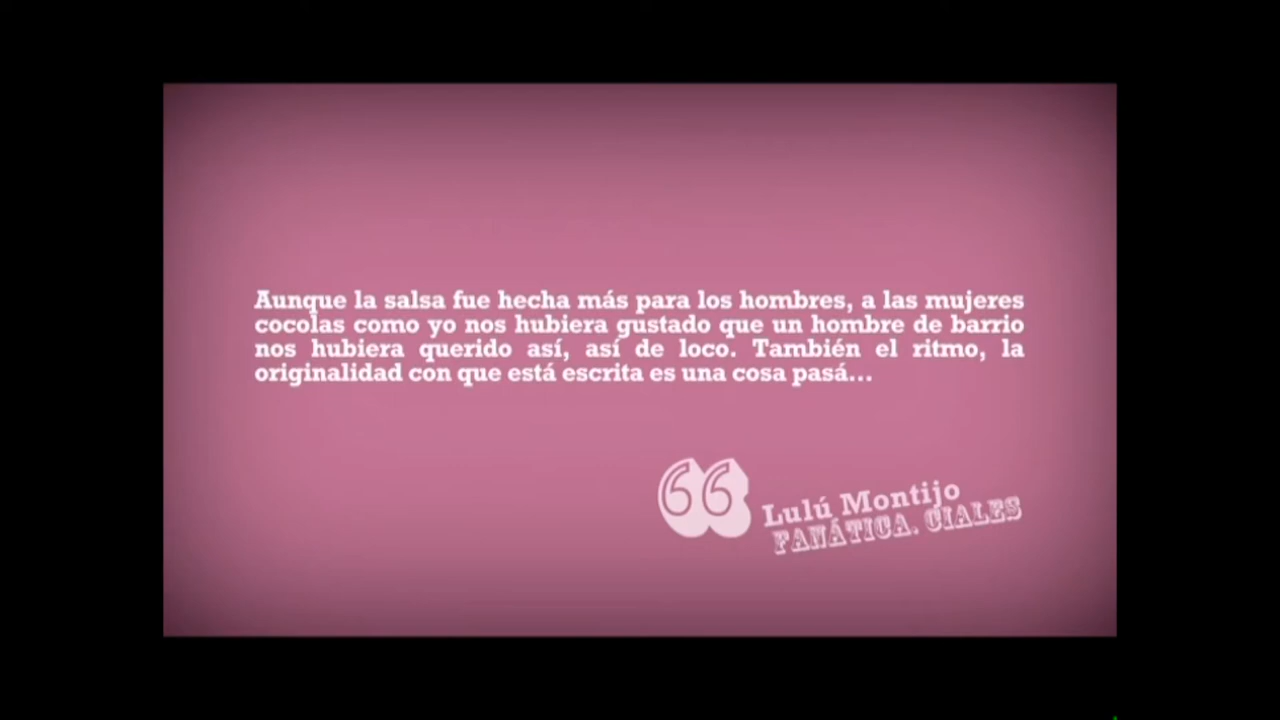 Aunque la salsa fue hecha más para los hombres, a las mujeres
cocolas como yo nos hubiera gustado que un hombre de barrio
nos hubiera querido así, así de loco. También el ritmo, la
originalidad con que está escrita es una cosa pasá...
66
Lulú Montijo
FANÁTICA. CIALES